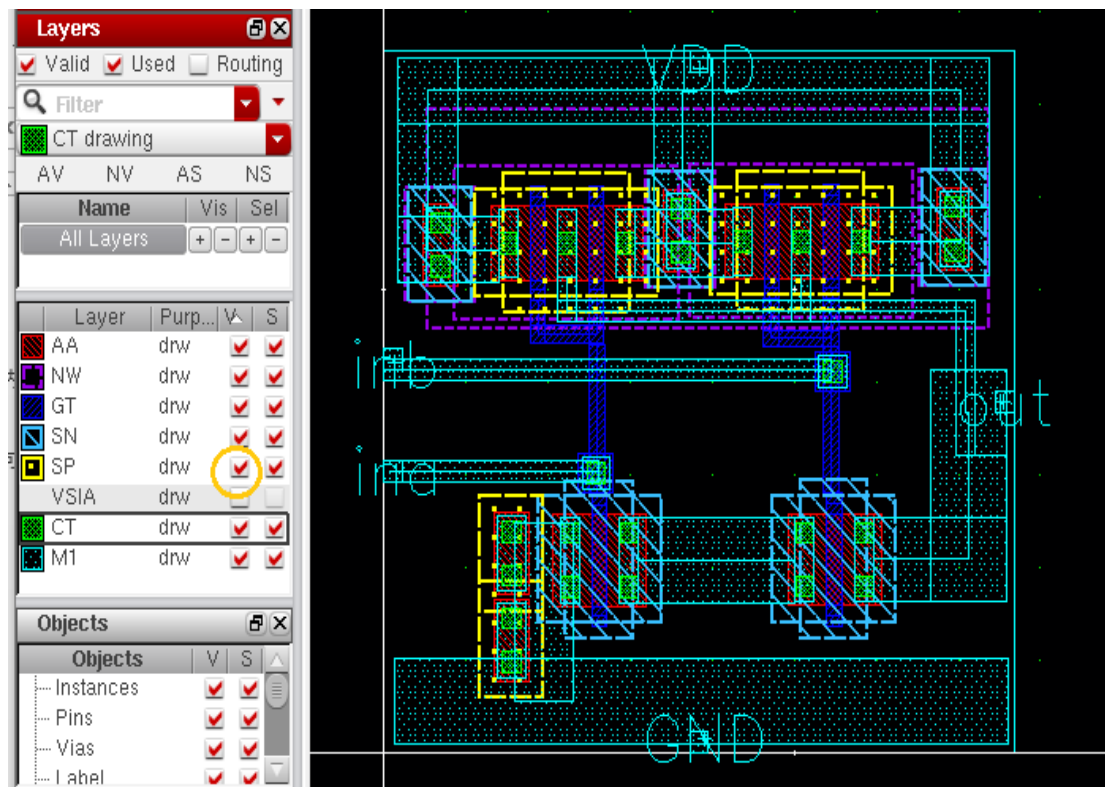 Layers
Valid Used Routing
Filter
CT drawing
AV NV AS NS
Name Vis Sel
All Layers + - + -
Layer Purp... V S
AA drw
NW drw
GT drw
SN drw
SP drw
VSIA drw
CT drw
M1 drw
Objects
Objects V S
Instances
Pins
Vias
Label
VDD
inb
out
GND